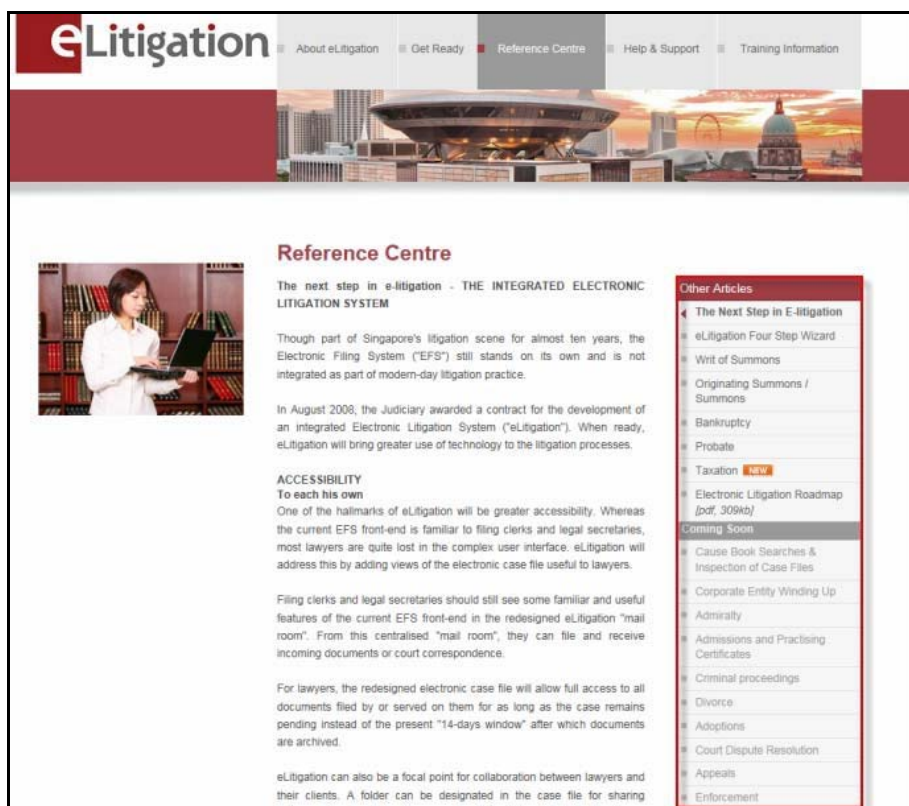 eLitigation
About eLitigation
Get Ready
Reference Centre
Help & Support
Training Information
Reference Centre
The next step in e-litigation - THE INTEGRATED ELECTRONIC
LITIGATION SYSTEM
Though part of Singapore's litigation scene for almost ten years, the
Electronic Filing System ("EFS") still stands on its own and is not
integrated as part of modern-day litigation practice.
In August 2008, the Judiciary awarded a contract for the development of
an integrated Electronic Litigation System ("eLitigation"). When ready,
eLitigation will bring greater use of technology to the litigation processes.
ACCESSIBILITY
To each his own
One of the hallmarks of eLitigation will be greater accessibility. Whereas
the current EFS front-end is familiar to filing clerks and legal secretaries,
most lawyers are quite lost in the complex user interface. eLitigation will
address this by adding views of the electronic case file useful to lawyers.
Filing clerks and legal secretaries should still see some familiar and useful
features of the current EFS front-end in the redesigned eLitigation "mail
room". From this centralised "mail room", they can file and receive
incoming documents or court correspondence.
For lawyers, the redesigned electronic case file will allow full access to all
documents filed by or served on them for as long as the case remains
pending instead of the present "14-days window" after which documents
are archived.
eLitigation can also be a focal point for collaboration between lawyers and
their clients. A folder can be designated in the case file for sharing
Other Articles
The Next Step in E-litigation
eLitigation Four Step Wizard
Writ of Summons
Originating Summons /
Summons
Bankruptcy
Probate
Taxation NEW
Electronic Litigation Roadmap
[pdf, 309kb]
Coming Soon
Cause Book Searches &
Inspection of Case Files
Corporate Entity Winding Up
Admiralty
Admissions and Practising
Certificates
Criminal proceedings
Divorce
Adoptions
Court Dispute Resolution
Appeals
Enforcement